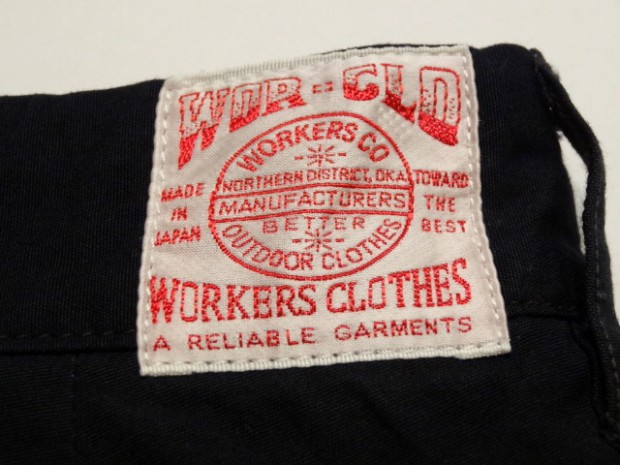 WOR-CLO
WORKERS CO
NORTHERN DISTRICT, OKA.
MANUFACTURERS
BETTER
OUTDOOR CLOTHES
MADE
IN
JAPAN
TOWARD
THE
BEST
WORKERS CLOTHES
A RELIABLE GARMENTS